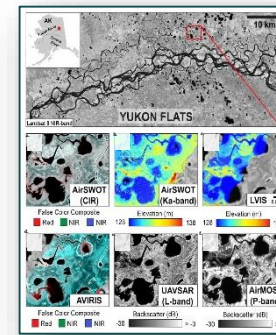 AK
10 km
YUKON FLATS
Landsat 8 NIR-band
AirSWOT
(CIR)
AirSWOT
(Ka-band)
LVIS
False Color Composite
Elevation (m)
Elevation (m)
Red
NIR
NIR
125
138
AVIRIS
UAVSAR
(L-band)
AirMOS
(P-band)
False Color Composite
Backscatter (dB)
Backscatter (dB)
Red
NIR
NIR
-30
-30